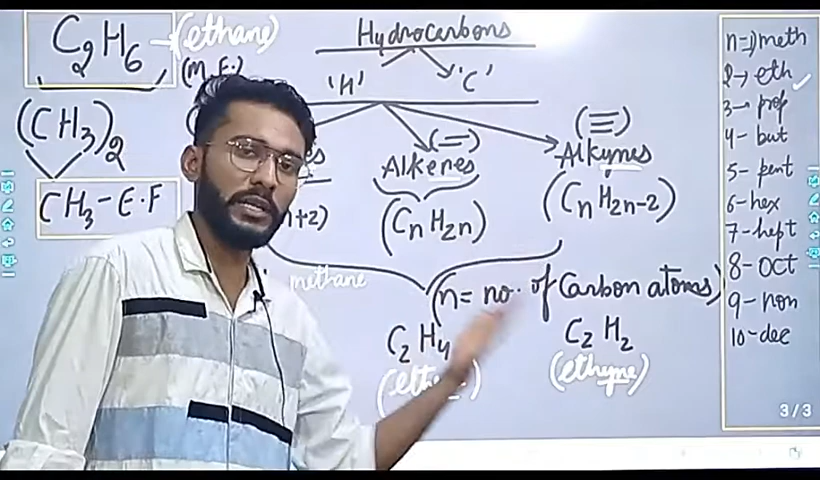 C2H6 → (ethane)
(M.F.)
(CH3)2
CH3 - E.F
Hydrocarbons
'H' 'C'
(=)
(≡)
Alkenes
Alkynes
n+2)
(CnH2n)
(CnH2n-2)
methane
(n = no. of Carbon atoms)
C2H4
C2H2
(ethyne)
n=1) meth
2→ eth ✓
3→ prop
4- but
5- pent
6- hex
7- hept
8- Oct
9- non
10- dec
3/3